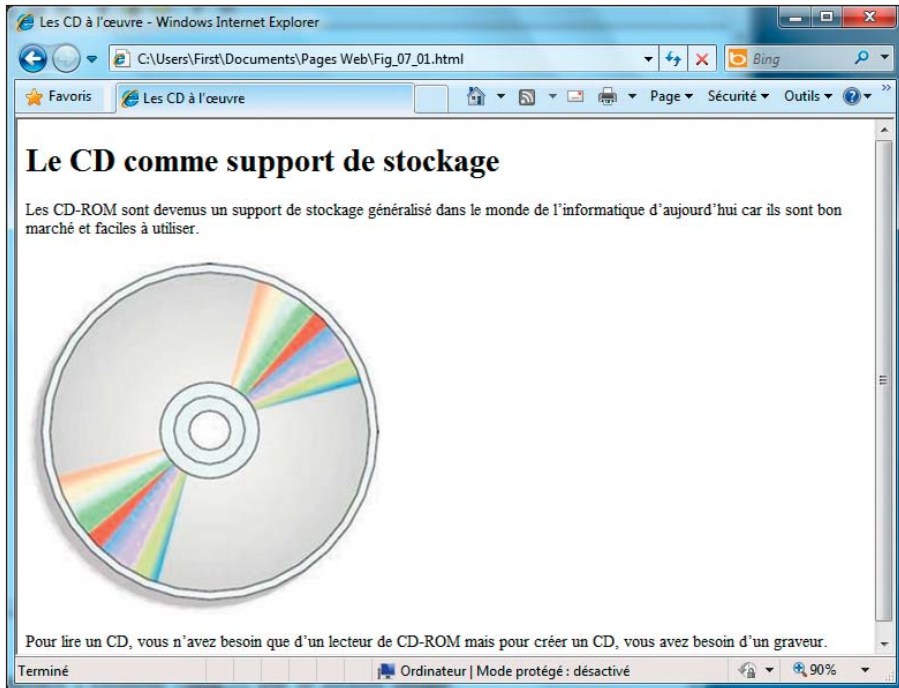 Les CD à l'œuvre - Windows Internet Explorer
C:\Users\First\Documents\Pages Web\Fig_07_01.html
Bing
Favoris
Les CD à l'œuvre
Page
Sécurité
Outils
Le CD comme support de stockage
Les CD-ROM sont devenus un support de stockage généralisé dans le monde de l'informatique d'aujourd'hui car ils sont bon
marché et faciles à utiliser.
Pour lire un CD, vous n'avez besoin que d'un lecteur de CD-ROM mais pour créer un CD, vous avez besoin d'un graveur.
Terminé
Ordinateur | Mode protégé : désactivé
90%